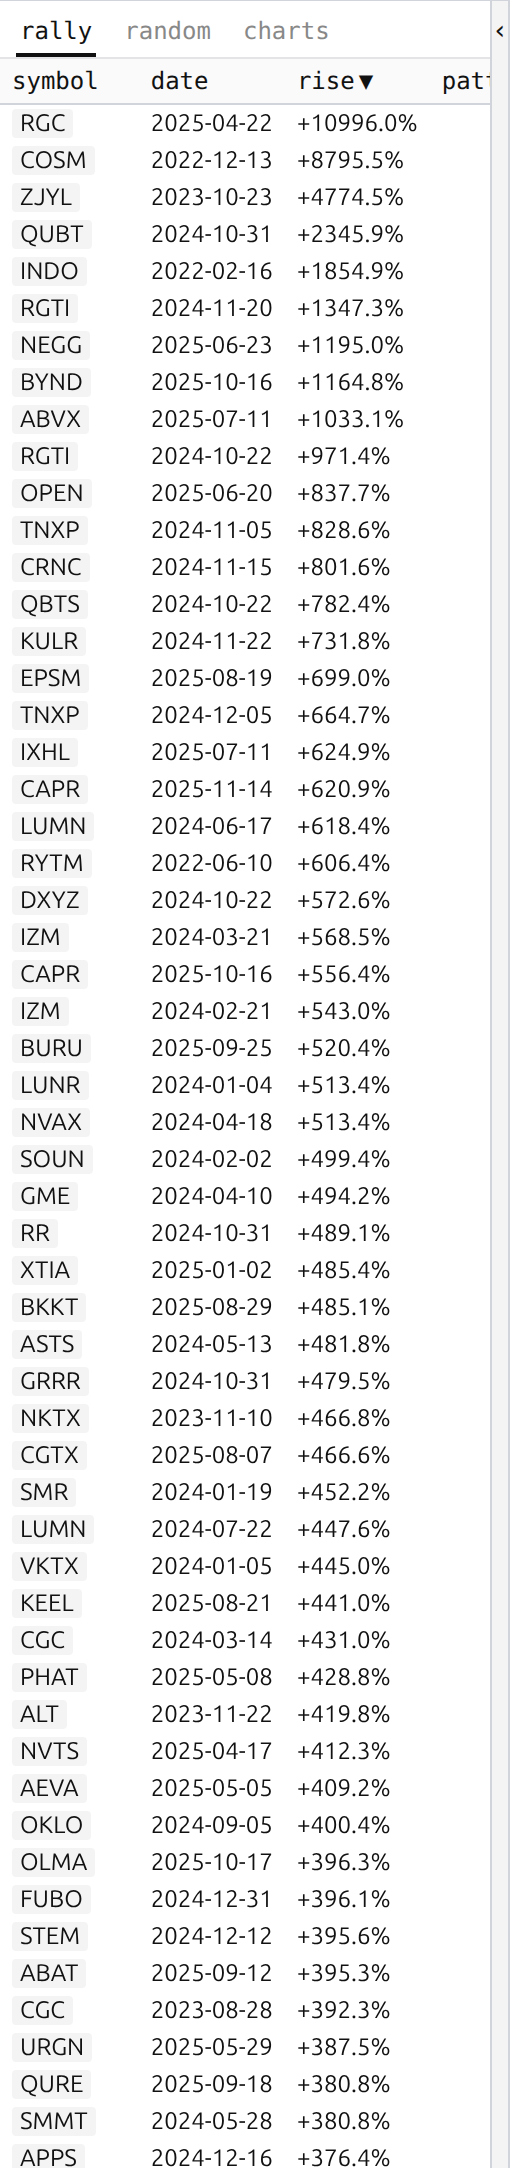 rally random charts ‹
symbol date rise▼
RGC 2025-04-22 +10996.0%
COSM 2022-12-13 +8795.5%
ZJYL 2023-10-23 +4774.5%
QUBT 2024-10-31 +2345.9%
INDO 2022-02-16 +1854.9%
RGTI 2024-11-20 +1347.3%
NEGG 2025-06-23 +1195.0%
BYND 2025-10-16 +1164.8%
ABVX 2025-07-11 +1033.1%
RGTI 2024-10-22 +971.4%
OPEN 2025-06-20 +837.7%
TNXP 2024-11-05 +828.6%
CRNC 2024-11-15 +801.6%
QBTS 2024-10-22 +782.4%
KULR 2024-11-22 +731.8%
EPSM 2025-08-19 +699.0%
TNXP 2024-12-05 +664.7%
IXHL 2025-07-11 +624.9%
CAPR 2025-11-14 +620.9%
LUMN 2024-06-17 +618.4%
RYTM 2022-06-10 +606.4%
DXYZ 2024-10-22 +572.6%
IZM 2024-03-21 +568.5%
CAPR 2025-10-16 +556.4%
IZM 2024-02-21 +543.0%
BURU 2025-09-25 +520.4%
LUNR 2024-01-04 +513.4%
NVAX 2024-04-18 +513.4%
SOUN 2024-02-02 +499.4%
GME 2024-04-10 +494.2%
RR 2024-10-31 +489.1%
XTIA 2025-01-02 +485.4%
BKKT 2025-08-29 +485.1%
ASTS 2024-05-13 +481.8%
GRRR 2024-10-31 +479.5%
NKTX 2023-11-10 +466.8%
CGTX 2025-08-07 +466.6%
SMR 2024-01-19 +452.2%
LUMN 2024-07-22 +447.6%
VKTX 2024-01-05 +445.0%
KEEL 2025-08-21 +441.0%
CGC 2024-03-14 +431.0%
PHAT 2025-05-08 +428.8%
ALT 2023-11-22 +419.8%
NVTS 2025-04-17 +412.3%
AEVA 2025-05-05 +409.2%
OKLO 2024-09-05 +400.4%
OLMA 2025-10-17 +396.3%
FUBO 2024-12-31 +396.1%
STEM 2024-12-12 +395.6%
ABAT 2025-09-12 +395.3%
CGC 2023-08-28 +392.3%
URGN 2025-05-29 +387.5%
QURE 2025-09-18 +380.8%
SMMT 2024-05-28 +380.8%
APPS 2024-12-16 +376.4%